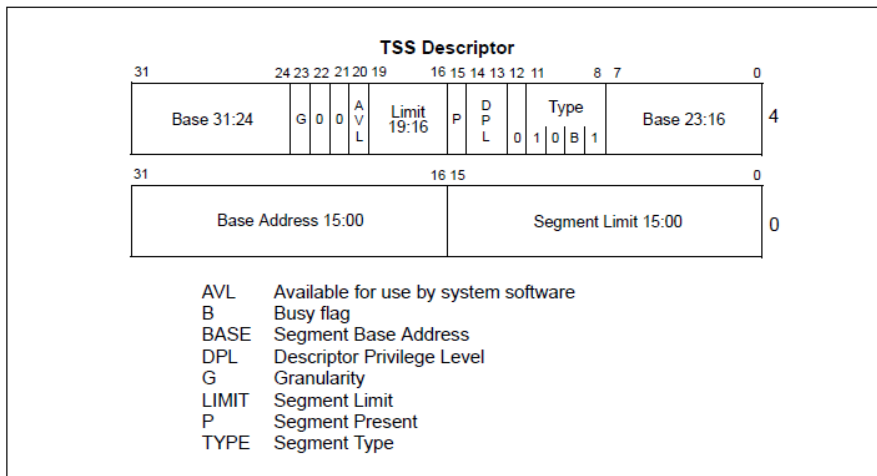 TSS Descriptor
31 24 23 22 21 20 19 16 15 14 13 12 11 8 7 0
Base 31:24 G 0 0 AVL Limit 19:16 P DPL 0 Type 1 0 B 1 Base 23:16 4
31 16 15 0
Base Address 15:00 Segment Limit 15:00 0
AVL Available for use by system software
B Busy flag
BASE Segment Base Address
DPL Descriptor Privilege Level
G Granularity
LIMIT Segment Limit
P Segment Present
TYPE Segment Type